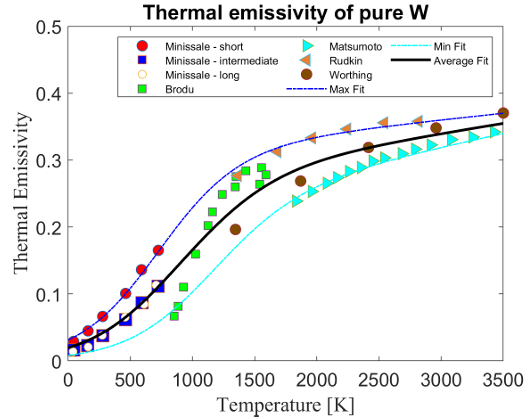 Thermal emissivity of pure W
Minissale - short
Minissale - intermediate
Minissale - long
Brodu
Matsumoto
Rudkin
Worthing
Max Fit
Min Fit
Average Fit
0.5
0.4
0.3
0.2
0.1
0
Thermal Emissivity
0 500 1000 1500 2000 2500 3000 3500
Temperature [K]